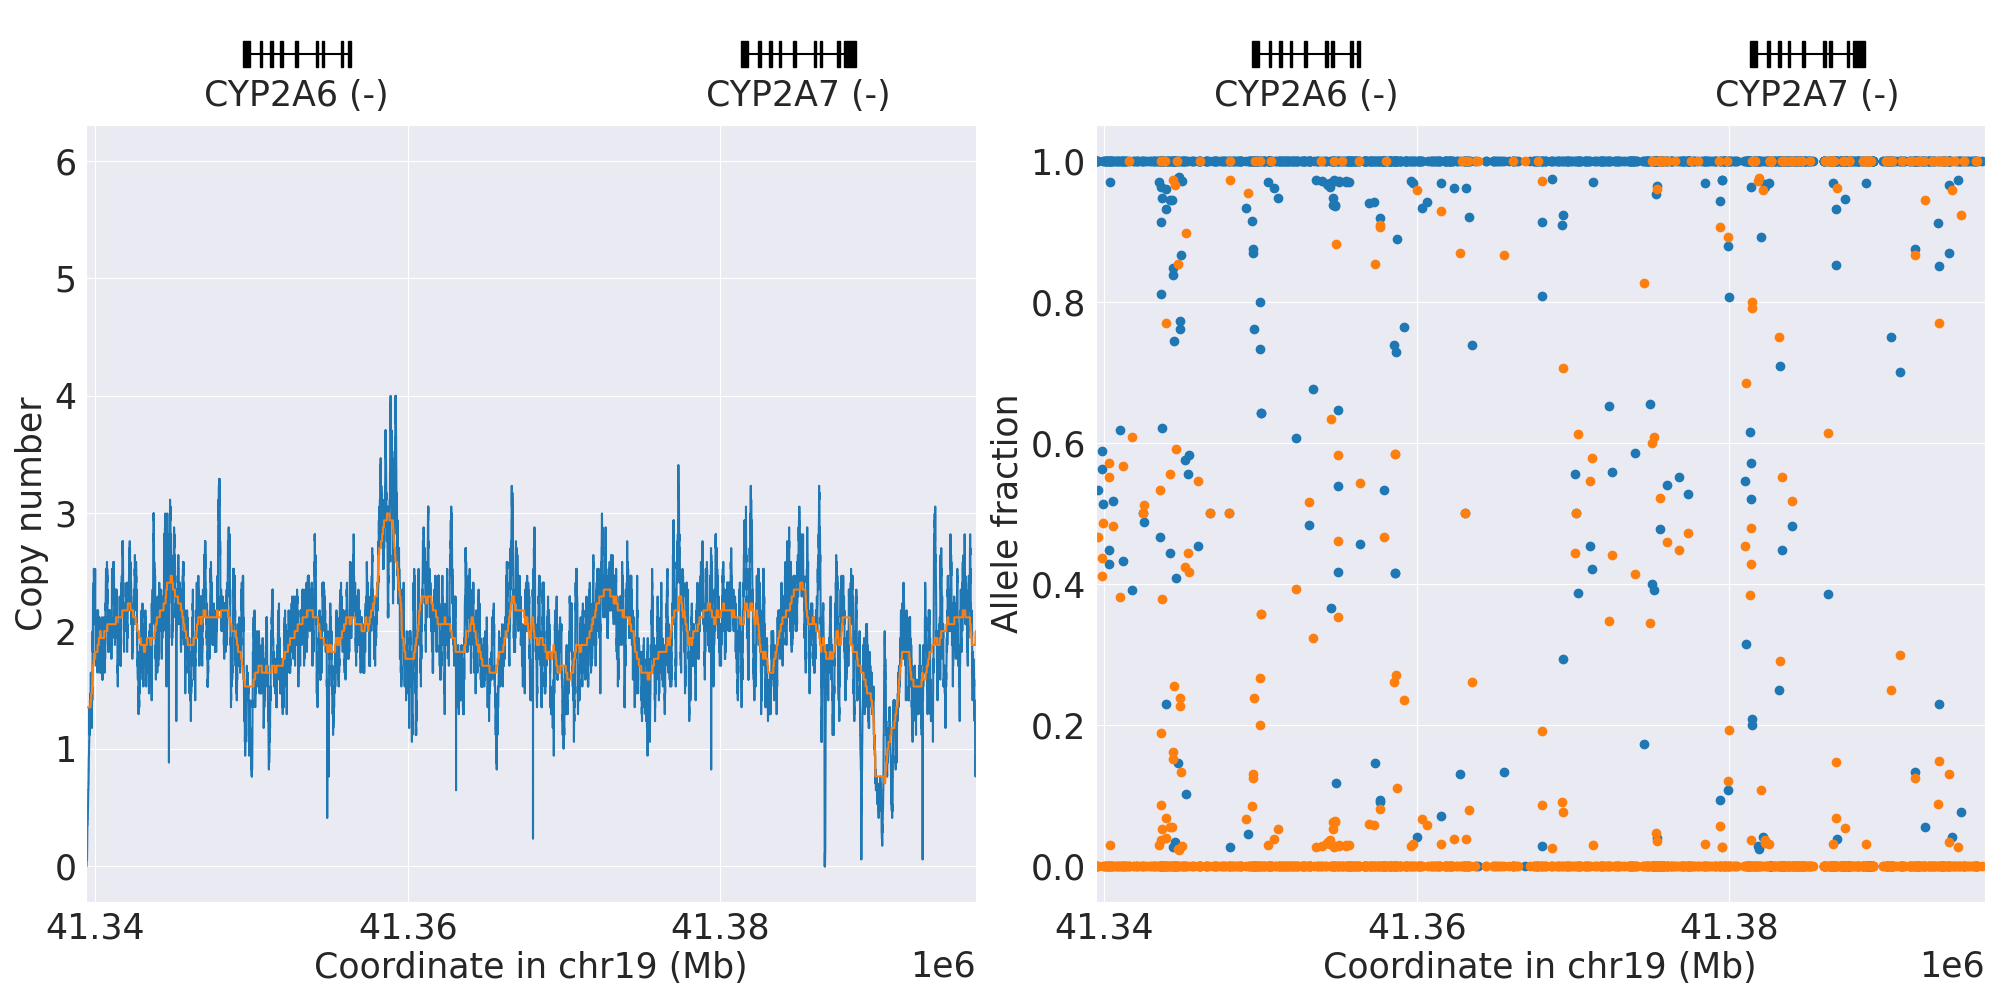 CYP2A6 (-)
CYP2A7 (-)
Copy number
6
5
4
3
2
1
0
41.34
41.36
41.38
Coordinate in chr19 (Mb)
1e6
CYP2A6 (-)
CYP2A7 (-)
Allele fraction
1.0
0.8
0.6
0.4
0.2
0.0
41.34
41.36
41.38
Coordinate in chr19 (Mb)
1e6